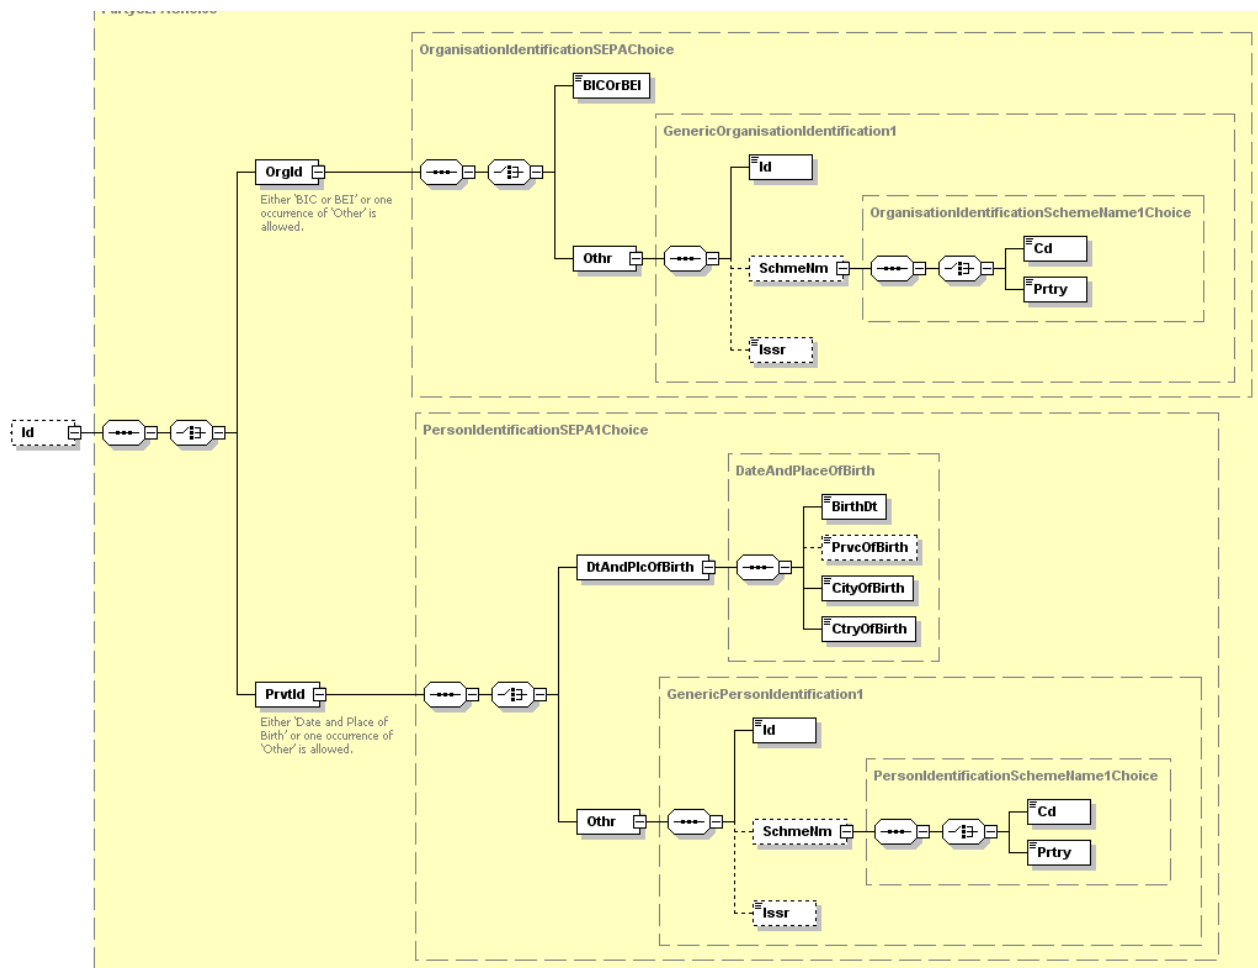 OrganisationIdentificationSEPAChoice
BICOrBEI
GenericOrganisationIdentification1
Id
OrgId
Either 'BIC or BEI' or one
occurrence of 'Other' is
allowed.
OrganisationIdentificationSchemeName1Choice
Cd
Othr
SchmeNm
Prtry
Issr
Id
PersonIdentificationSEPA1Choice
DateAndPlaceOfBirth
BirthDt
PrvcOfBirth
DtAndPlcOfBirth
CityOfBirth
CtryOfBirth
PrvtId
Either 'Date and Place of
Birth' or one occurrence of
'Other' is allowed.
GenericPersonIdentification1
Id
PersonIdentificationSchemeName1Choice
Cd
Othr
SchmeNm
Prtry
Issr